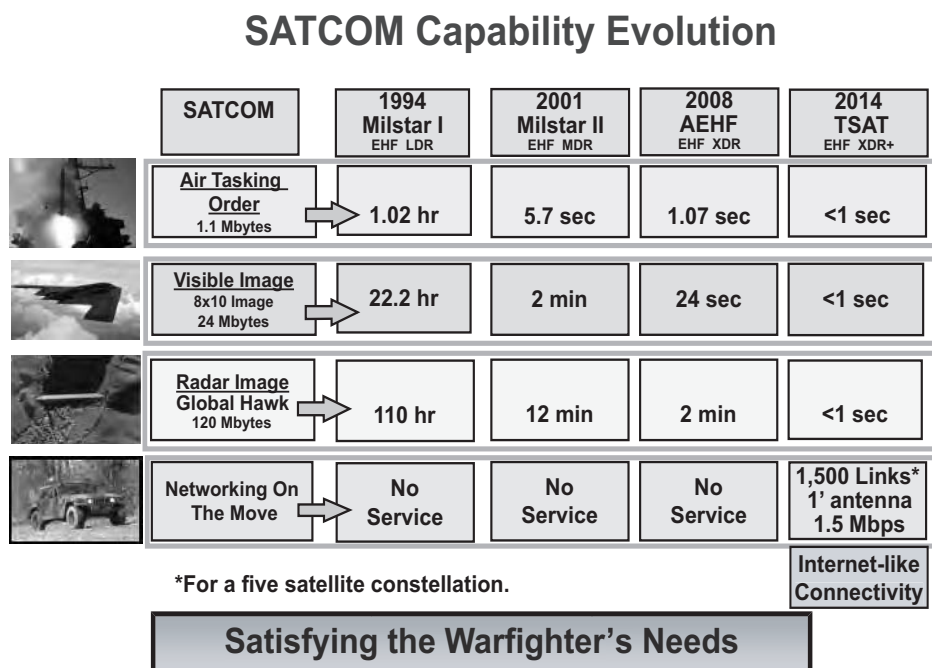 SATCOM Capability Evolution
SATCOM
1994
Milstar I
EHF LDR
2001
Milstar II
EHF MDR
2008
AEHF
EHF XDR
2014
TSAT
EHF XDR+
Air Tasking
Order
1.1 Mbytes
1.02 hr
5.7 sec
1.07 sec
<1 sec
Visible Image
8x10 Image
24 Mbytes
22.2 hr
2 min
24 sec
<1 sec
Radar Image
Global Hawk
120 Mbytes
110 hr
12 min
2 min
<1 sec
Networking On
The Move
No
Service
No
Service
No
Service
1,500 Links*
1’ antenna
1.5 Mbps
Internet-like
Connectivity
*For a five satellite constellation.
Satisfying the Warfighter’s Needs